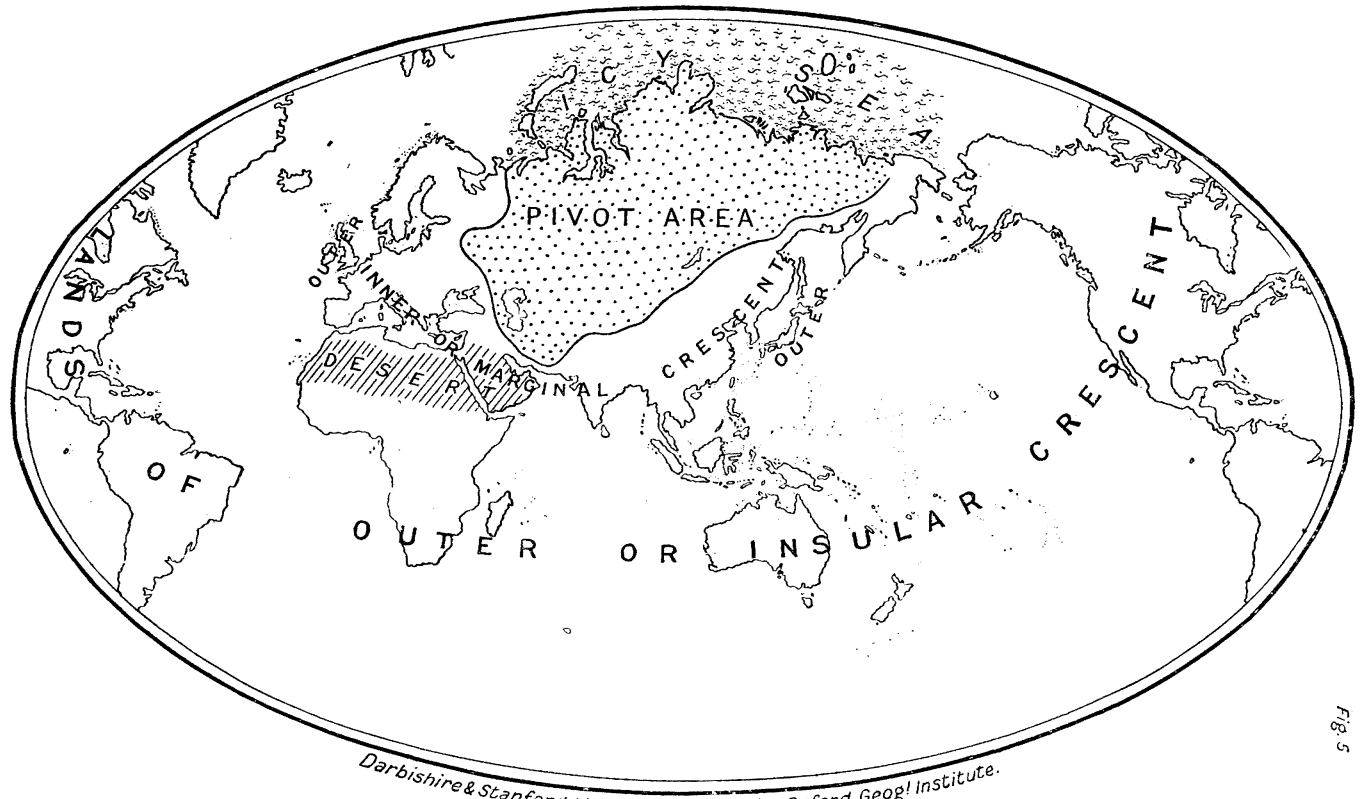 ICY SEA
PIVOT AREA
LANDS
OUTER
INNER OR MARGINAL CRESCENT
OUTER
DESERT
OF
OUTER OR INSULAR CRESCENT
Fig. 5
Darbishire & Stanford Geog! Institute.